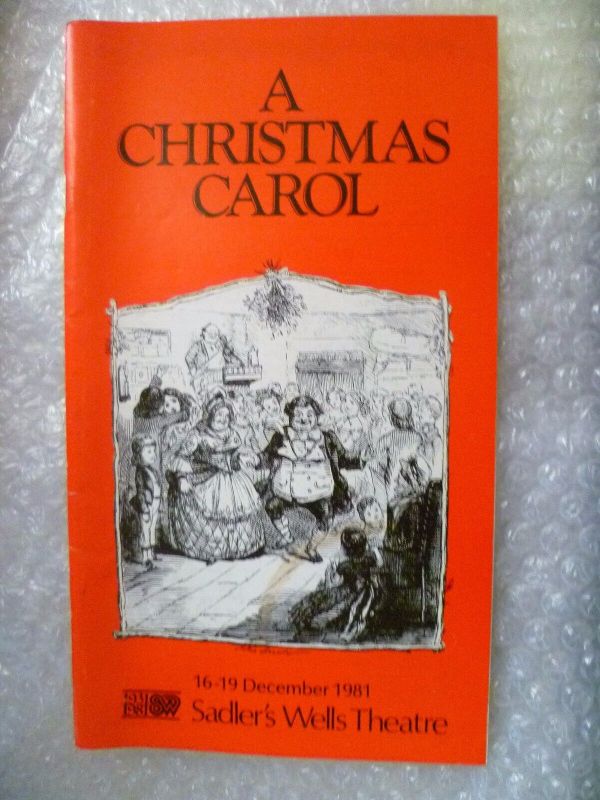 A
CHRISTMAS
CAROL
16-19 December 1981
Sadler's Wells Theatre